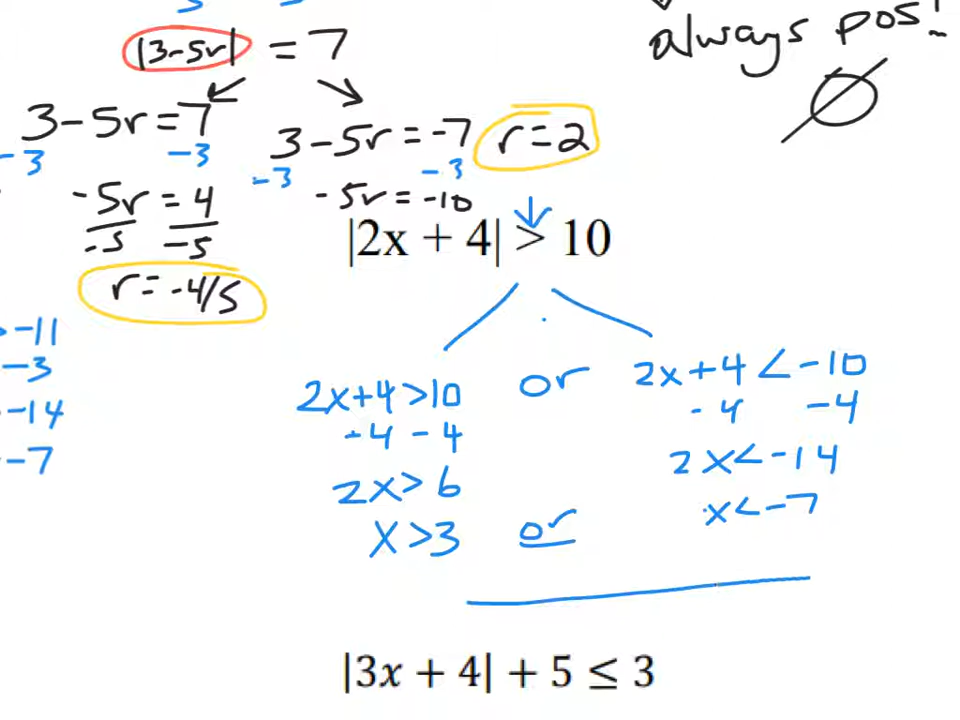 |3-5r| = 7
always pos!
∅
3-5r=7
-3 -3
-5r = 4
-5 -5
r= -4/5
3-5r = -7
-3 -3
-5r = -10
r=2
|2x + 4| > 10
-11
-3
-14
-7
2x+4>10 or 2x+4<-10
-4 -4 -4 -4
2x>6 2x<-14
x>3 or x<-7
|3x + 4| + 5 ≤ 3